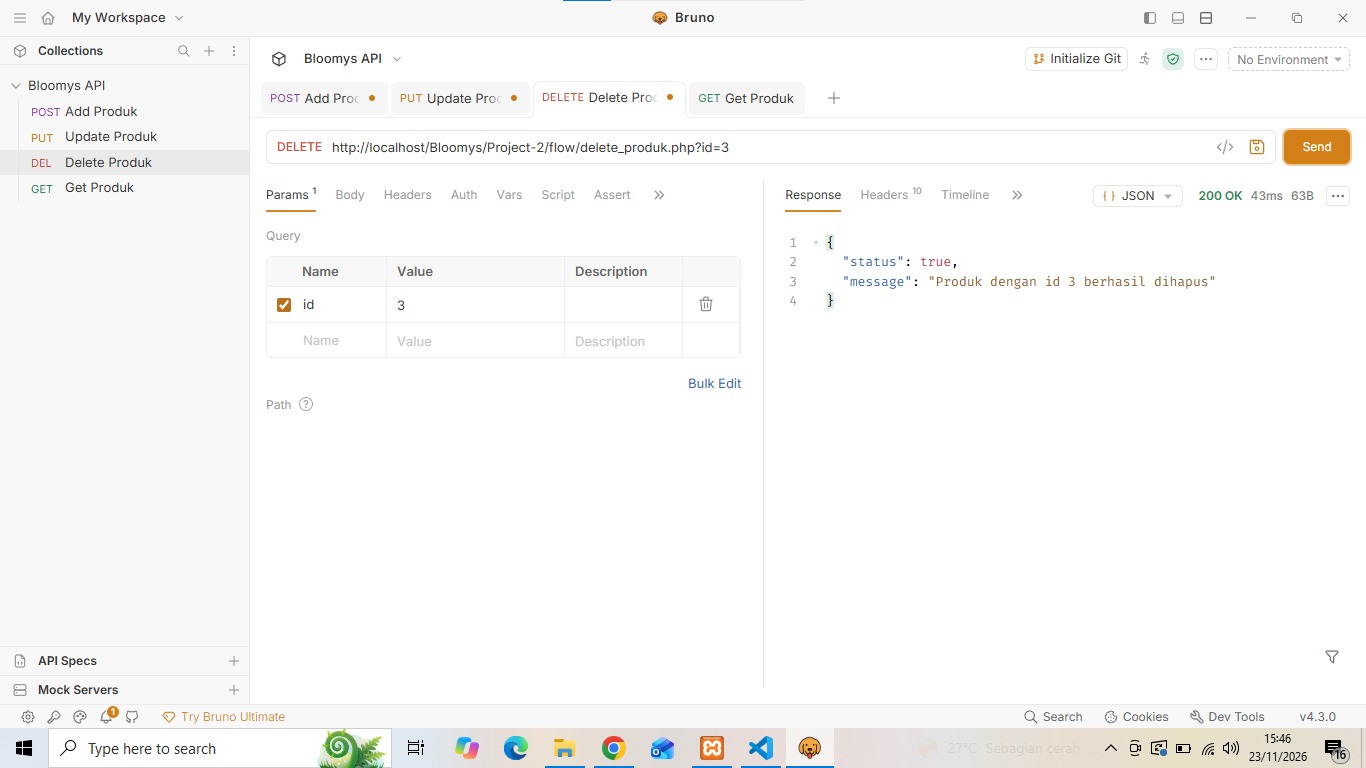 My Workspace
Bruno
Collections
Bloomys API
Initialize Git
No Environment
Bloomys API
POST Add Produk
PUT Update Produk
DEL Delete Produk
GET Get Produk
POST Add Proc
PUT Update Proc
DELETE Delete Proc
GET Get Produk
DELETE http://localhost/Bloomys/Project-2/flow/delete_produk.php?id=3
</>
Send
Params 1
Body
Headers
Auth
Vars
Script
Assert
Query
Name Value Description
id 3
Name Value Description
Bulk Edit
Path ?
Response
Headers 10
Timeline
{ } JSON
200 OK 43ms 63B
1 {
2 "status": true,
3 "message": "Produk dengan id 3 berhasil dihapus"
4 }
API Specs
Mock Servers
1
Try Bruno Ultimate
Search
Cookies
Dev Tools
v4.3.0
Type here to search
27°C Sebagian cerah
15:46
23/11/2026
16